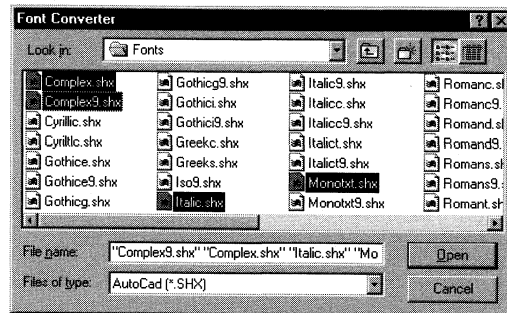 Font Converter
Look in: Fonts
Complex.shx Gothicg9.shx Italic9.shx Romanc.sl
Complex9.shx Gothici.shx Italicc.shx Romanc9.
Cyrillic.shx Gothici9.shx Italicc9.shx Romand.sl
Cyriltlc.shx Greekc.shx Italict.shx Romand9.
Gothice.shx Greeks.shx Italict9.shx Romans.sl
Gothice9.shx Iso9.shx Monotxt.shx Romans9.
Gothicg.shx Italic.shx Monotxt9.shx Romant.sh
File name: "Complex9.shx" "Complex.shx" "Italic.shx" "Mo Open
Files of type: AutoCad (*.SHX) Cancel